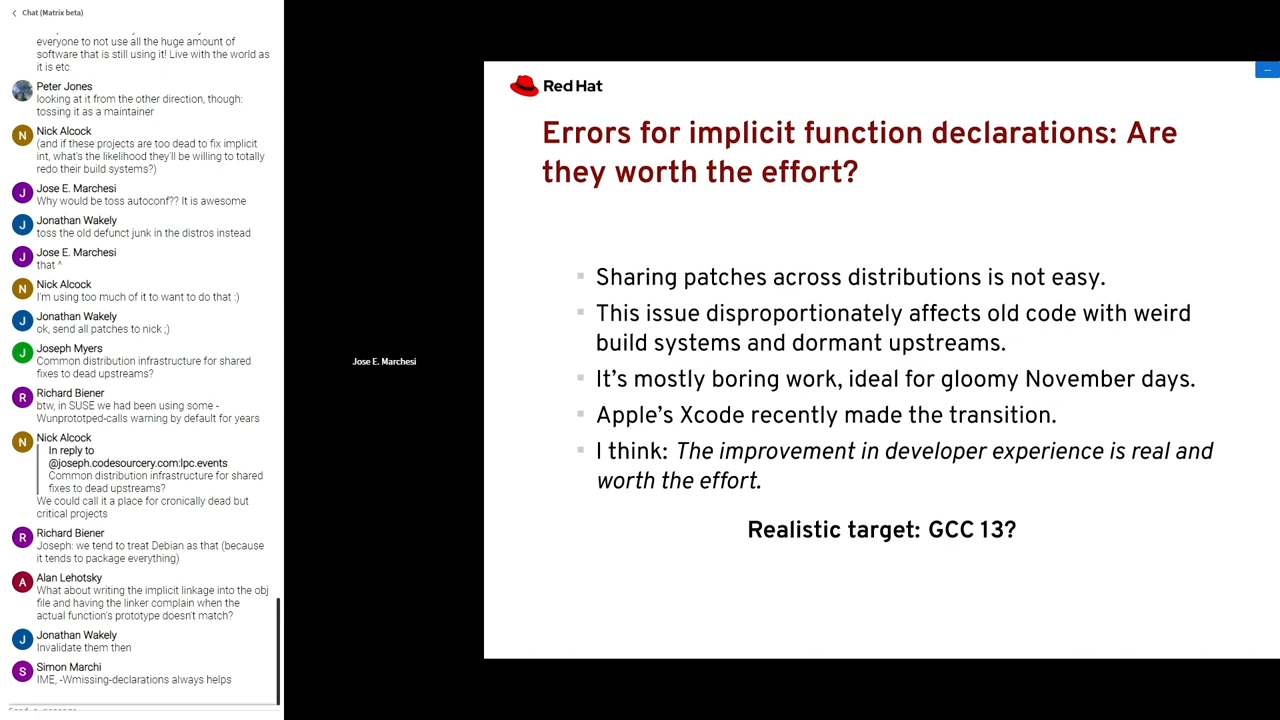 Chat (Matrix beta)
everyone to not use all the huge amount of
software that is still using it! Live with the world as
it is etc
Peter Jones
looking at it from the other direction, though:
tossing it as a maintainer
N
Nick Alcock
(and if these projects are too dead to fix implicit
int, what's the likelihood they'll be willing to totally
redo their build systems?)
J
Jose E. Marchesi
Why would be toss autoconf?? It is awesome
J
Jonathan Wakely
toss the old defunct junk in the distros instead
J
Jose E. Marchesi
that ^
N
Nick Alcock
I'm using too much of it to want to do that :)
J
Jonathan Wakely
ok, send all patches to nick ;)
J
Joseph Myers
Common distribution infrastructure for shared
fixes to dead upstreams?
R
Richard Biener
btw, in SUSE we had been using some -
Wunprototped-calls warning by default for years
N
Nick Alcock
In reply to
@joseph.codesourcery.com:lpc.events
Common distribution infrastructure for shared
fixes to dead upstreams?
We could call it a place for cronically dead but
critical projects
R
Richard Biener
Joseph: we tend to treat Debian as that (because
it tends to package everything)
A
Alan Lehotsky
What about writing the implicit linkage into the obj
file and having the linker complain when the
actual function's prototype doesn't match?
J
Jonathan Wakely
Invalidate them then
S
Simon Marchi
IME, -Wmissing-declarations always helps
Jose E. Marchesi
Red Hat
Errors for implicit function declarations: Are
they worth the effort?
Sharing patches across distributions is not easy.
This issue disproportionately affects old code with weird
build systems and dormant upstreams.
It's mostly boring work, ideal for gloomy November days.
Apple's Xcode recently made the transition.
I think: The improvement in developer experience is real and
worth the effort.
Realistic target: GCC 13?